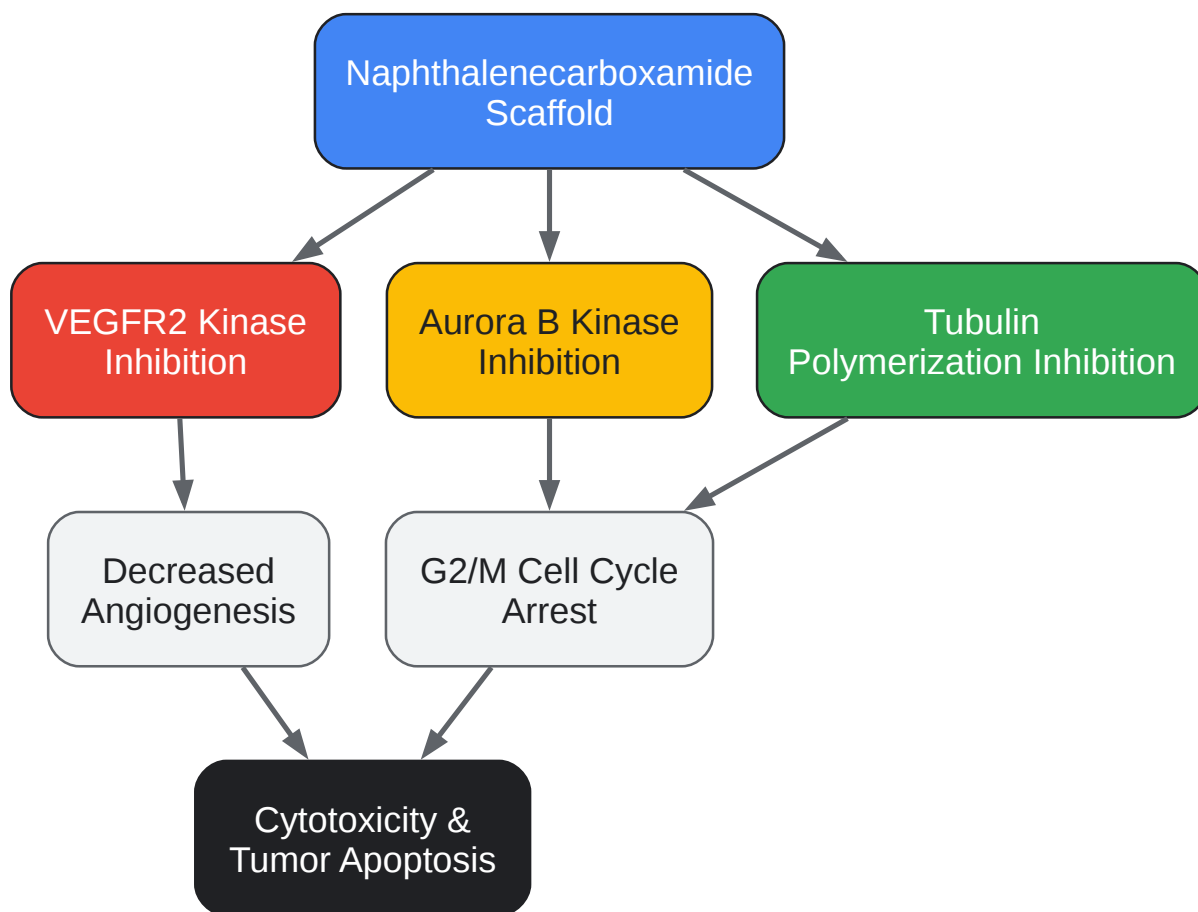 Naphthalenecarboxamide
Scaffold
VEGFR2 Kinase
Inhibition
Aurora B Kinase
Inhibition
Tubulin
Polymerization Inhibition
Decreased
Angiogenesis
G2/M Cell Cycle
Arrest
Cytotoxicity &
Tumor Apoptosis